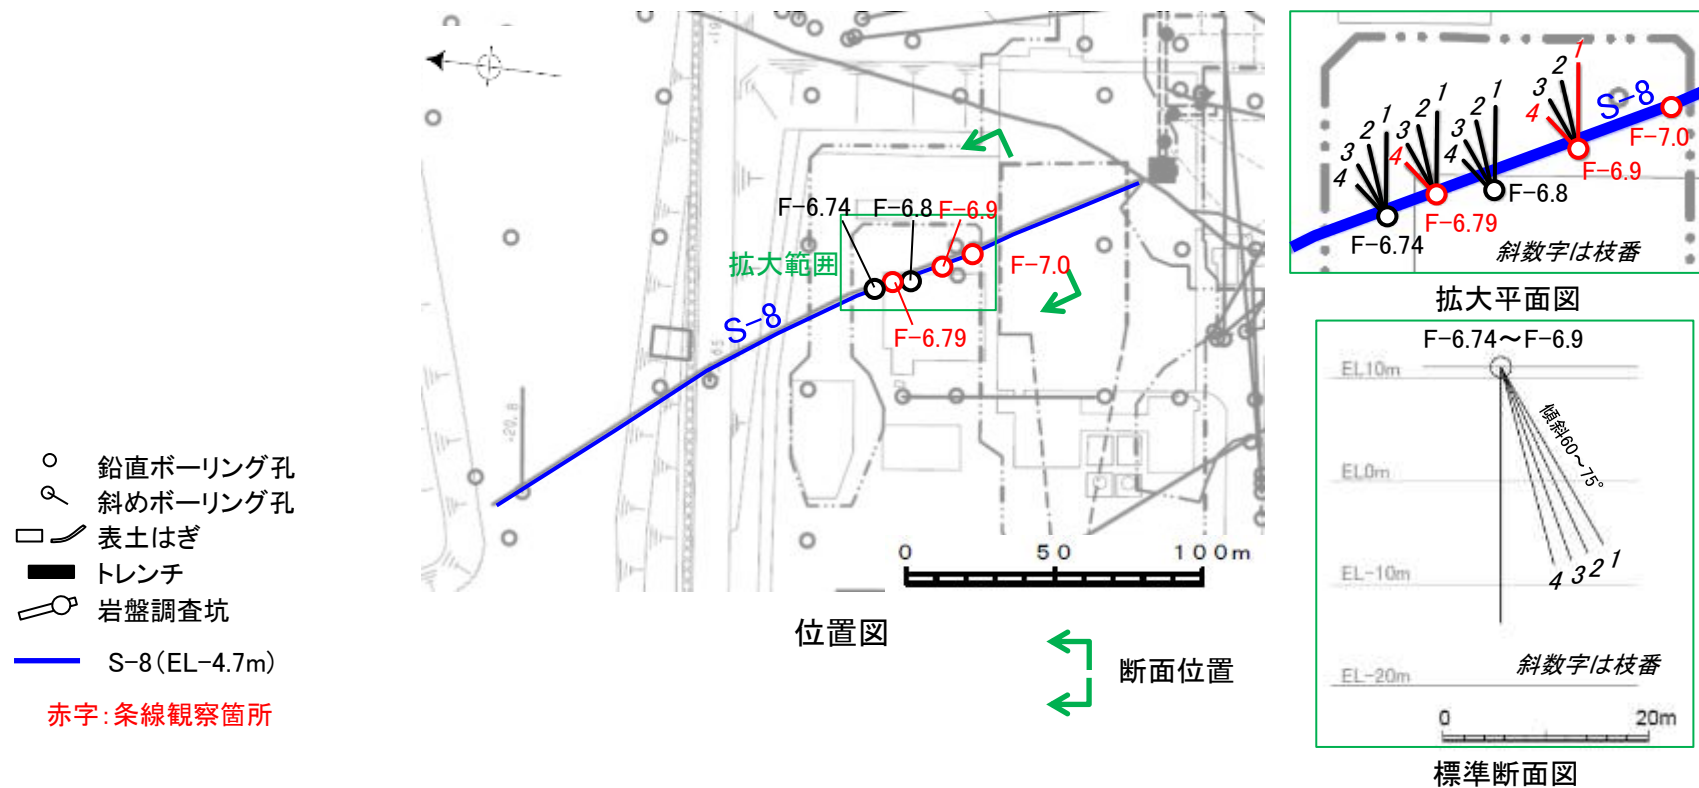 F-6.74
F-6.8
F-6.9
拡大範囲
F-7.0
S-8
F-6.79
-20.8
0
50
100m
位置図
断面位置
鉛直ボーリング孔
斜めボーリング孔
表土はぎ
トレンチ
岩盤調査坑
S-8(EL-4.7m)
赤字:条線観察箇所
1
2
3
4
S-8
1
2
3
4
1
2
3
4
1
2
3
4
F-7.0
F-6.9
F-6.8
F-6.79
F-6.74
斜数字は枝番
拡大平面図
F-6.74～F-6.9
EL10m
傾斜60～75°
EL0m
EL-10m
4 3 2 1
斜数字は枝番
EL-20m
0
20m
標準断面図